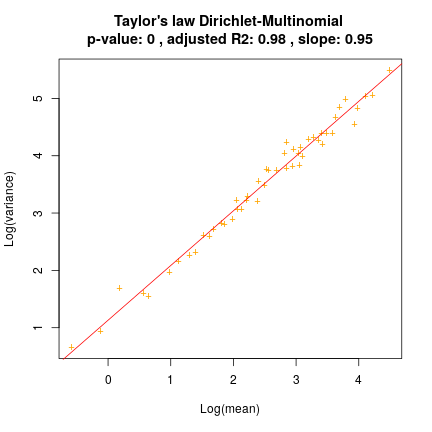 Taylor's law Dirichlet-Multinomial
p-value: 0 , adjusted R2: 0.98 , slope: 0.95
Log(variance)
5
4
3
2
1
0 1 2 3 4
Log(mean)